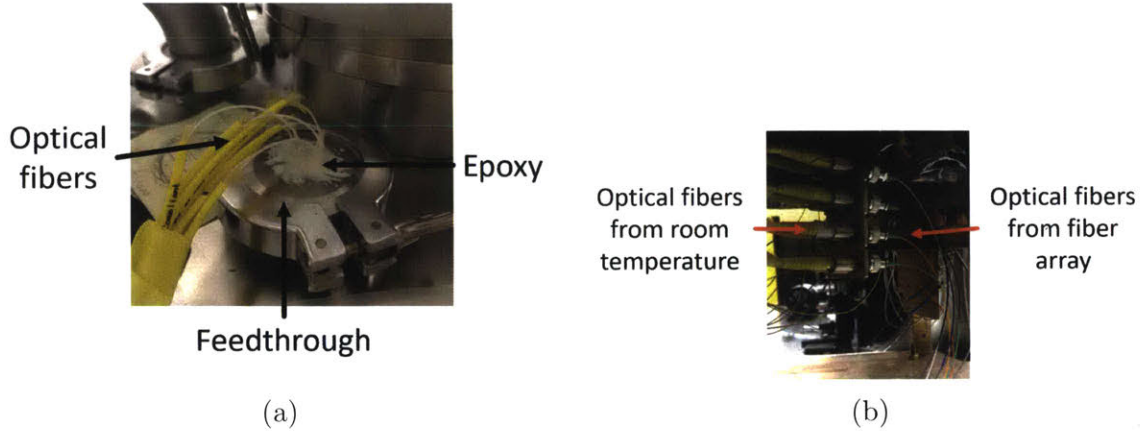 Optical
fibers
Epoxy
Feedthrough
(a)
Optical fibers
from room
temperature
Optical fibers
from fiber
array
(b)